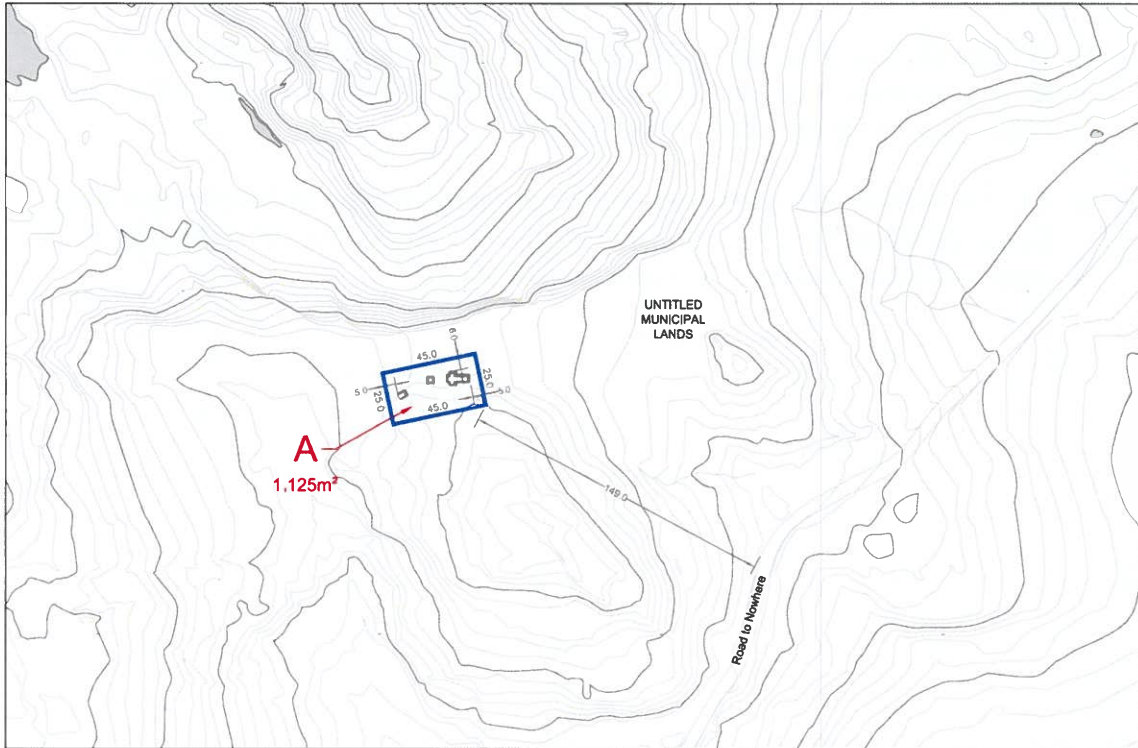 UNTITLED
MUNICIPAL
LANDS
6.0
45.0
5.0
25.0
25.0
5.0
45.0
A
1,125m²
149.0
Road to Nowhere